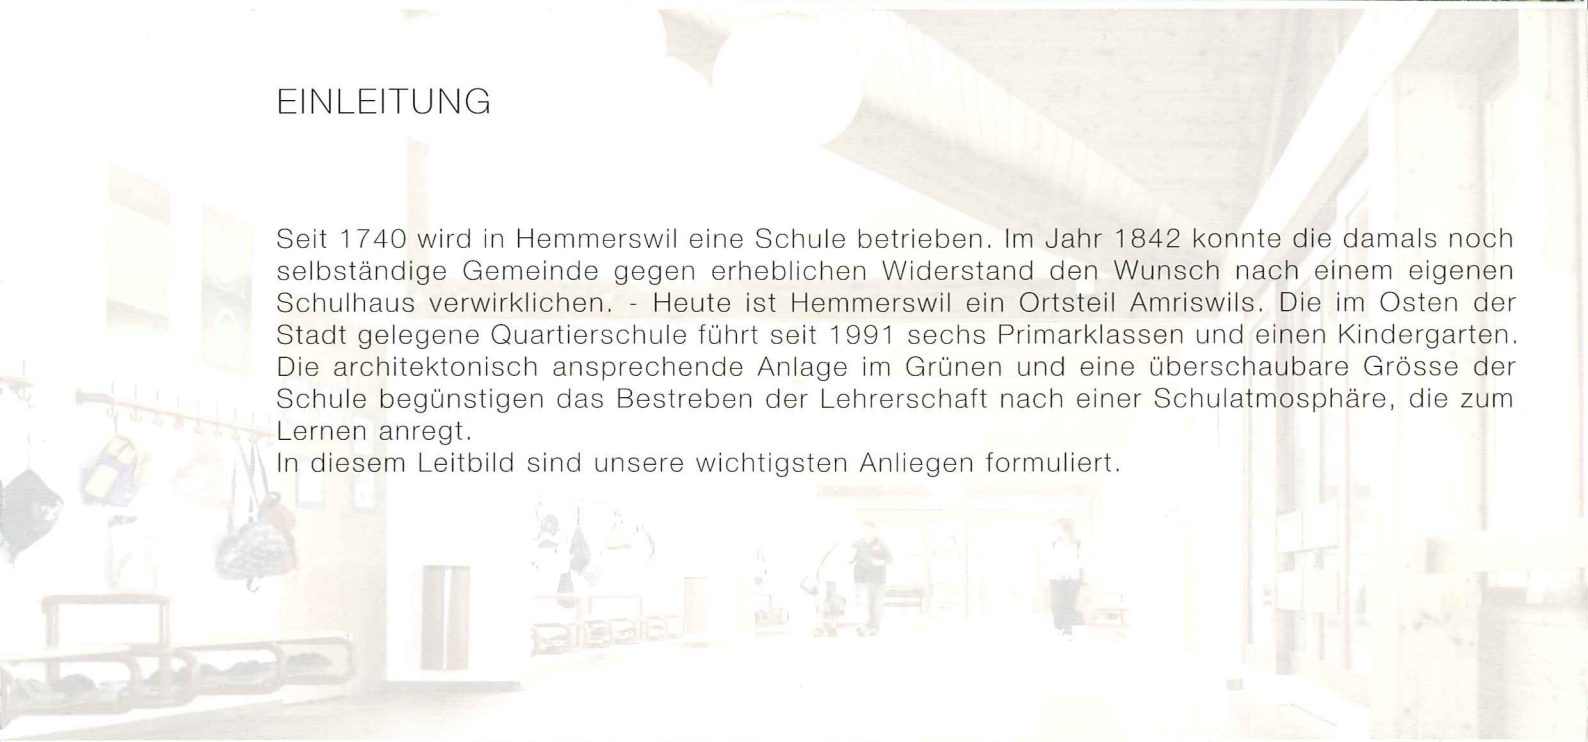 EINLEITUNG
Seit 1740 wird in Hemmerswil eine Schule betrieben. Im Jahr 1842 konnte die damals noch
selbständige Gemeinde gegen erheblichen Widerstand den Wunsch nach einem eigenen
Schulhaus verwirklichen. - Heute ist Hemmerswil ein Ortsteil Amriswils. Die im Osten der
Stadt gelegene Quartierschule führt seit 1991 sechs Primarklassen und einen Kindergarten.
Die architektonisch ansprechende Anlage im Grünen und eine überschaubare Grösse der
Schule begünstigen das Bestreben der Lehrerschaft nach einer Schulatmosphäre, die zum
Lernen anregt.
In diesem Leitbild sind unsere wichtigsten Anliegen formuliert.